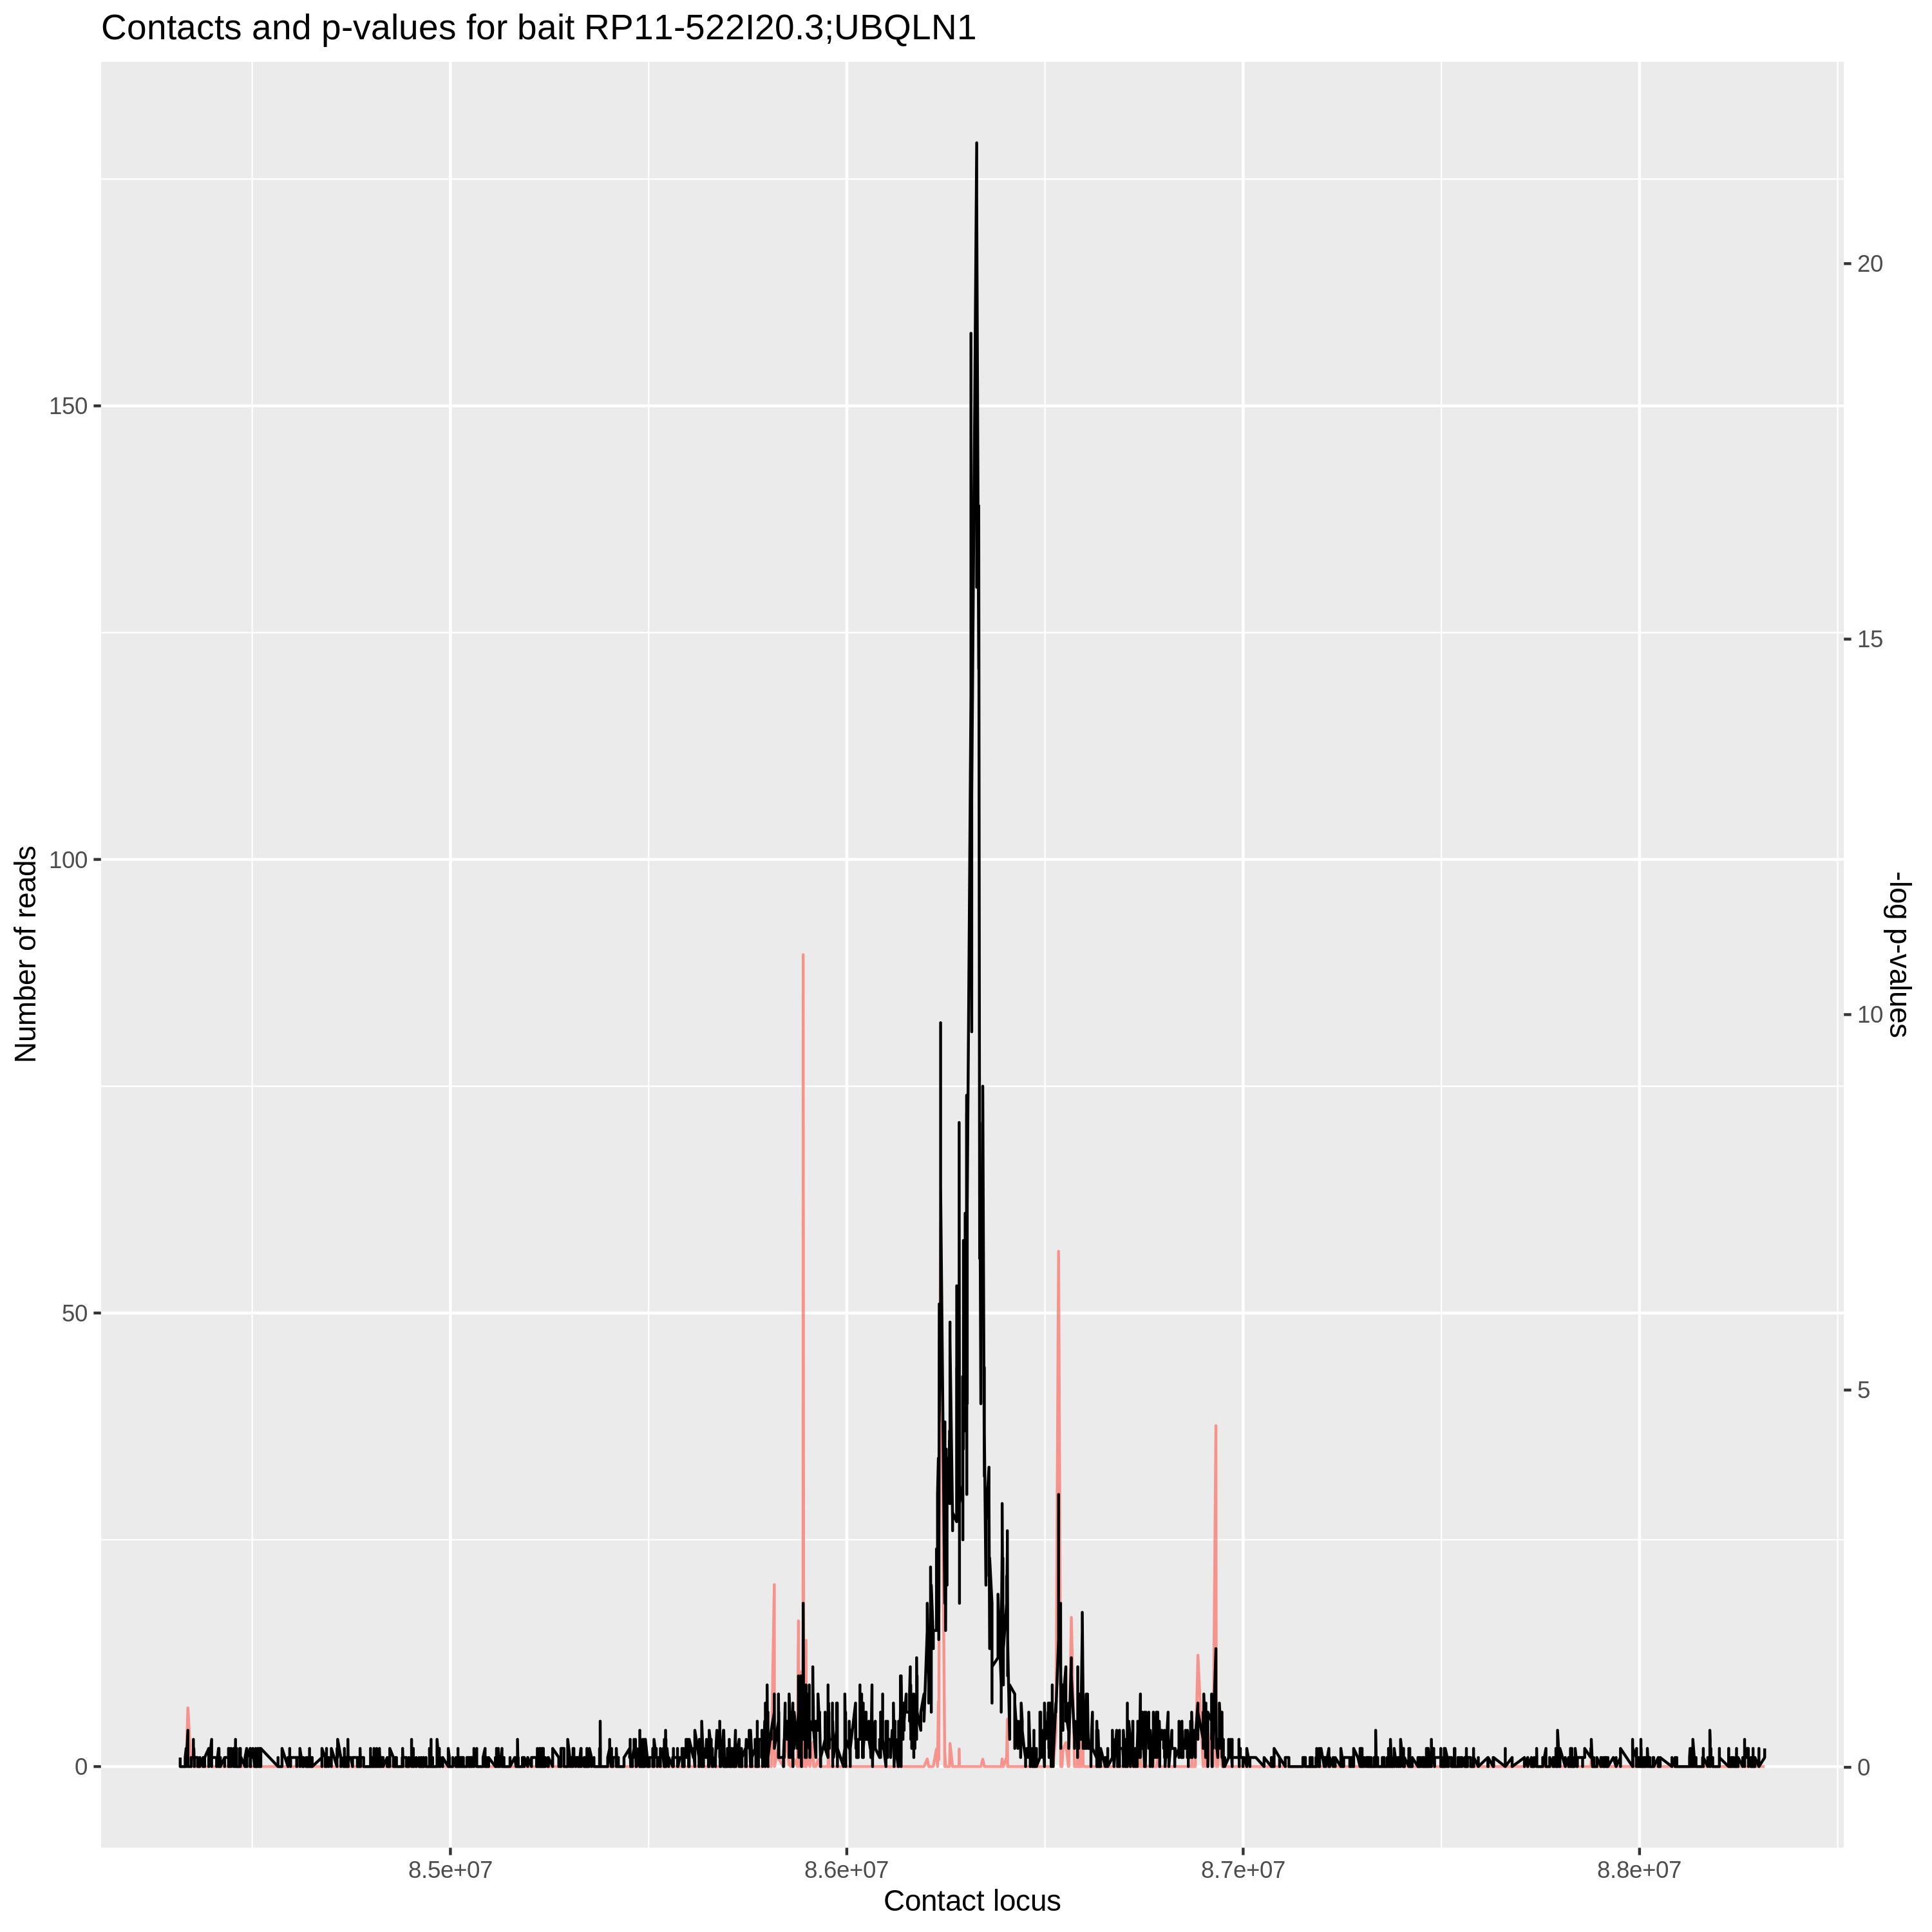 Contacts and p-values for bait RP11-522I20.3;UBQLN1
Number of reads
150
100
50
0
20
15
10
5
0
-log p-values
8.5e+07 8.6e+07 8.7e+07 8.8e+07
Contact locus